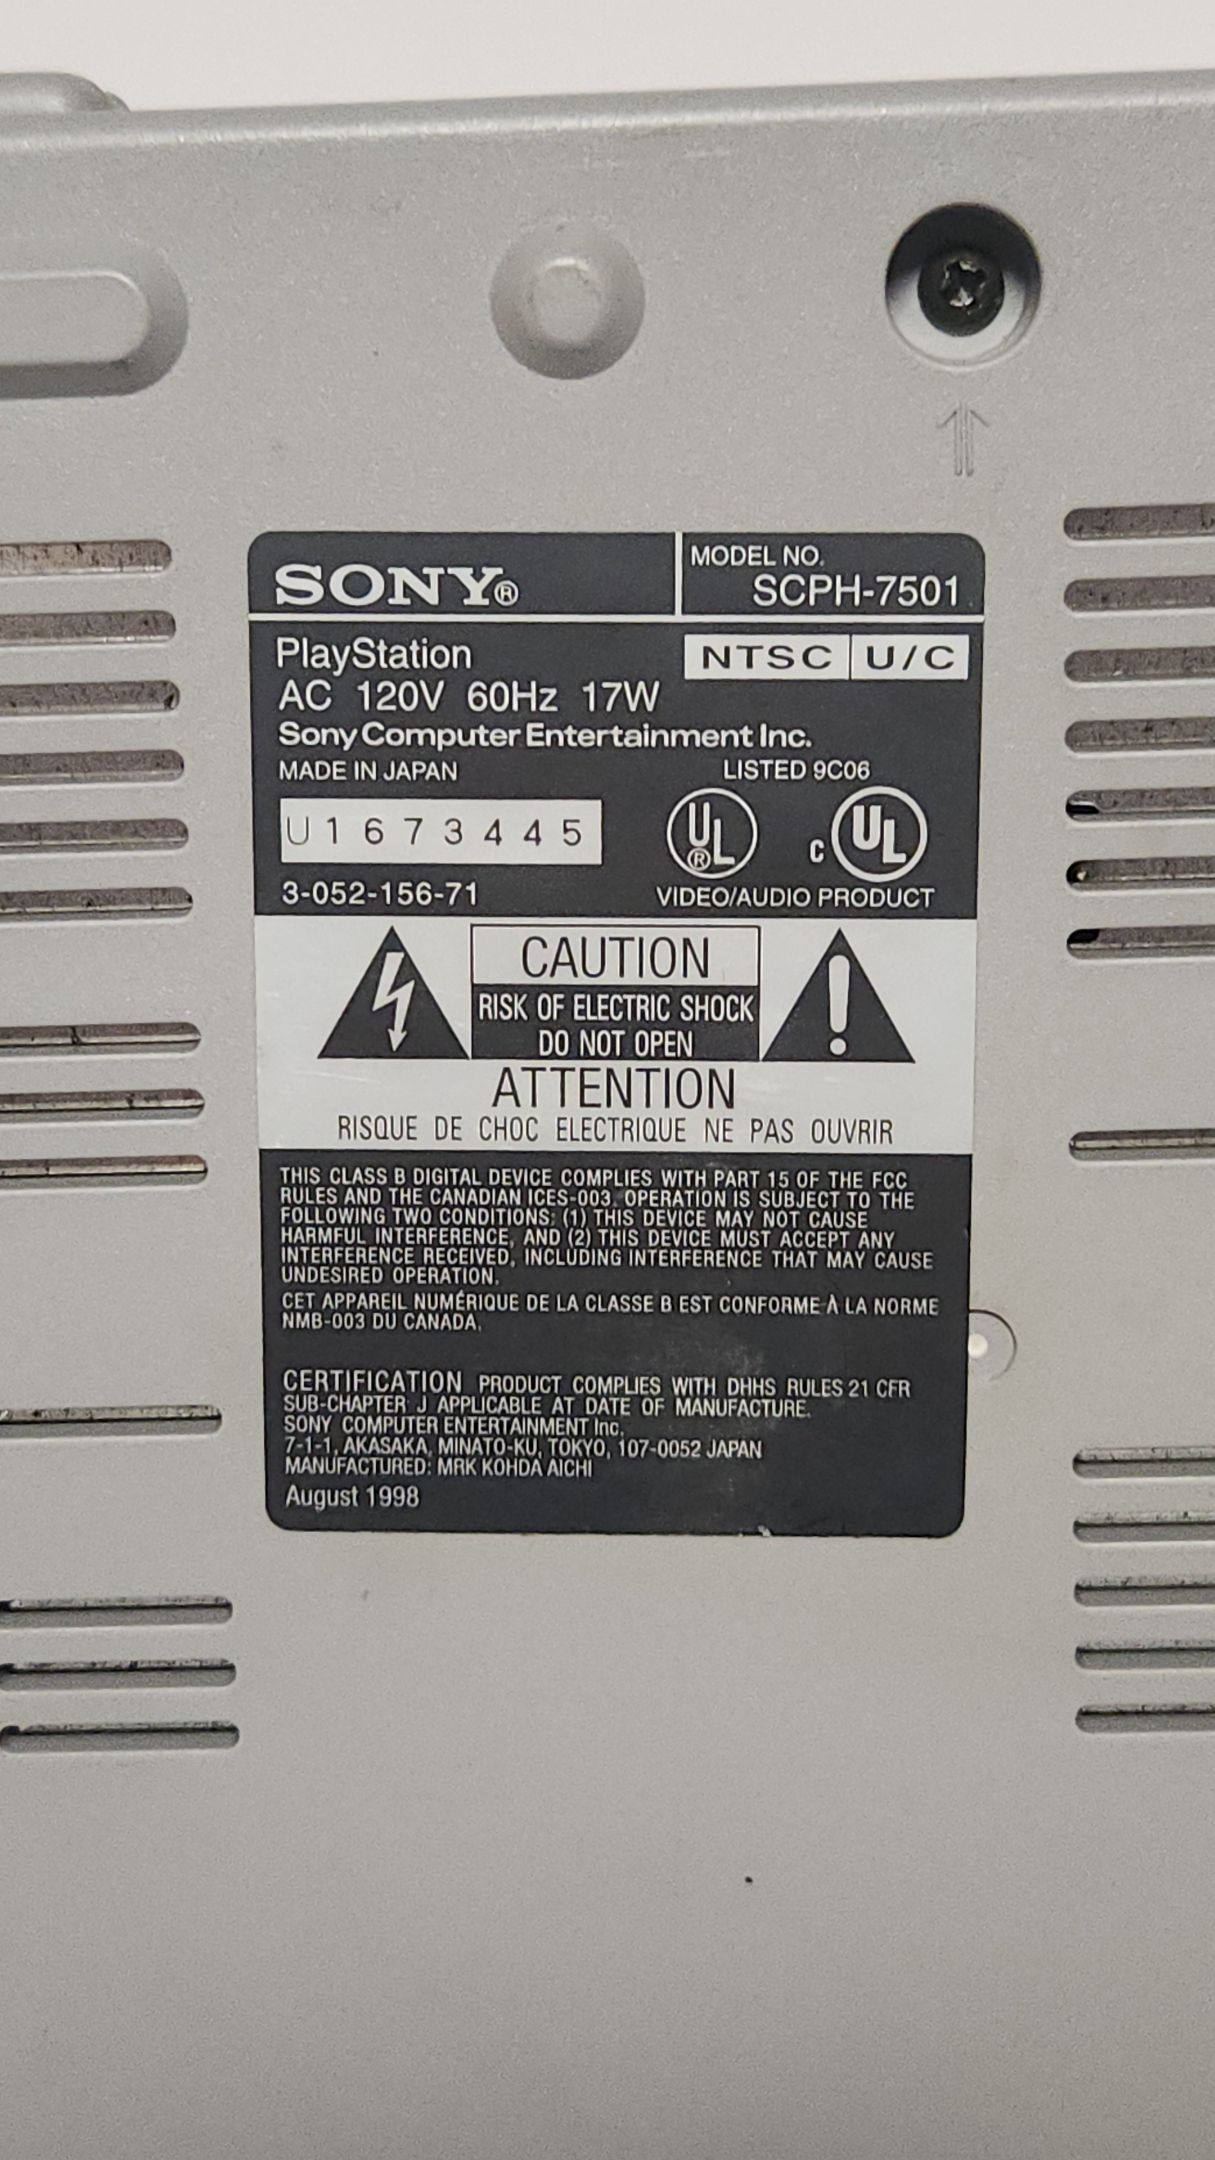 SONY®
MODEL NO.
SCPH-7501
PlayStation
NTSC U/C
AC 120V 60Hz 17W
Sony Computer Entertainment Inc.
MADE IN JAPAN
LISTED 9C06
U1673445
UL® c UL
3-052-156-71
VIDEO/AUDIO PRODUCT
CAUTION
RISK OF ELECTRIC SHOCK
DO NOT OPEN
ATTENTION
RISQUE DE CHOC ELECTRIQUE NE PAS OUVRIR
THIS CLASS B DIGITAL DEVICE COMPLIES WITH PART 15 OF THE FCC
RULES AND THE CANADIAN ICES-003. OPERATION IS SUBJECT TO THE
FOLLOWING TWO CONDITIONS: (1) THIS DEVICE MAY NOT CAUSE
HARMFUL INTERFERENCE, AND (2) THIS DEVICE MUST ACCEPT ANY
INTERFERENCE RECEIVED, INCLUDING INTERFERENCE THAT MAY CAUSE
UNDESIRED OPERATION.
CET APPAREIL NUMÉRIQUE DE LA CLASSE B EST CONFORME À LA NORME
NMB-003 DU CANADA.
CERTIFICATION PRODUCT COMPLIES WITH DHHS RULES 21 CFR
SUB-CHAPTER J APPLICABLE AT DATE OF MANUFACTURE.
SONY COMPUTER ENTERTAINMENT Inc.
7-1-1, AKASAKA, MINATO-KU, TOKYO, 107-0052 JAPAN
MANUFACTURED: MRK KOHDA AICHI
August 1998